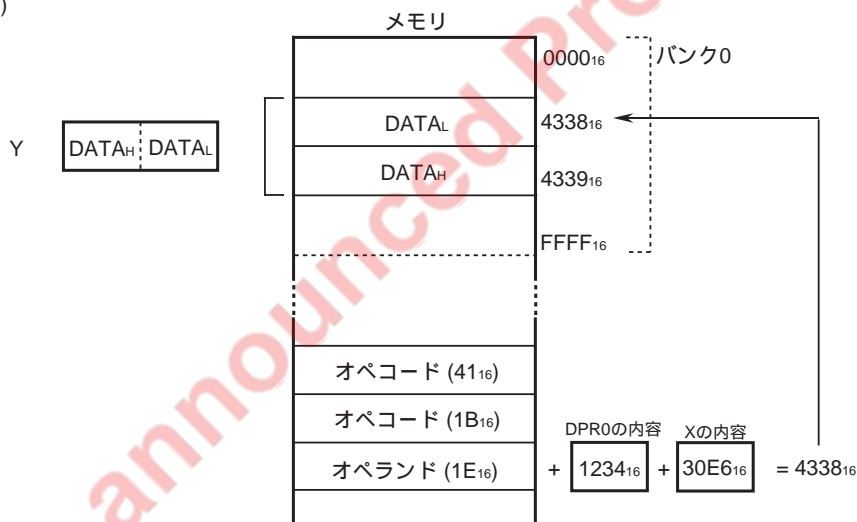 )
メモリ
0000₁₆ バンク0
Y DATAH DATAL DATAL 4338₁₆
DATAH 4339₁₆
FFFF₁₆
オペコード (41₁₆)
オペコード (1B₁₆)
DPR0の内容 Xの内容
オペランド (1E₁₆) + 1234₁₆ + 30E6₁₆ = 4338₁₆
announced Pr